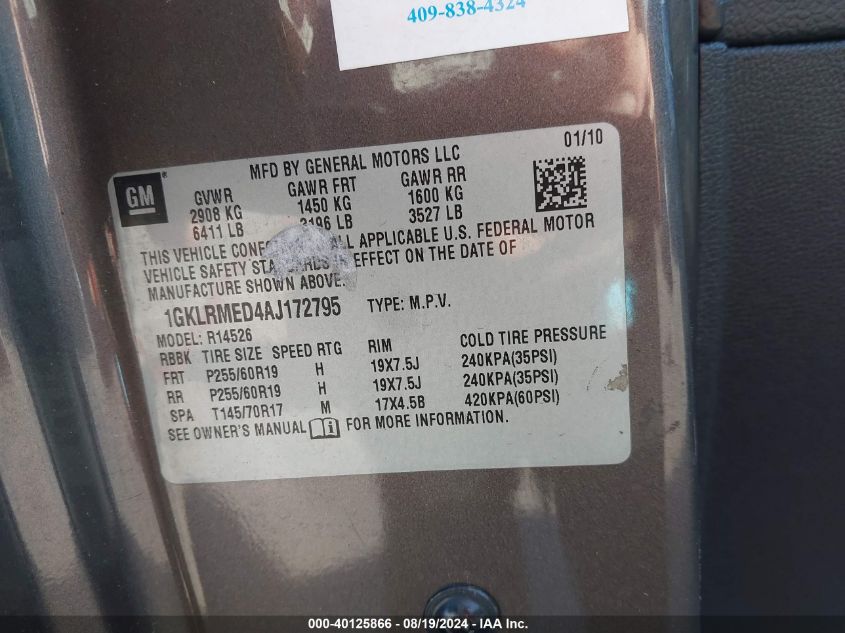 409-838-4324
MFD BY GENERAL MOTORS LLC 01/10
GM
GVWR GAWR FRT GAWR RR
2908 KG 1450 KG 1600 KG
6411 LB 3196 LB 3527 LB
THIS VEHICLE ALL APPLICABLE U.S. FEDERAL MOTOR
VEHICLE SAFETY STANDARDS IN EFFECT ON THE DATE OF
MANUFACTURE SHOWN ABOVE.
1GKLRMED4AJ172795 TYPE: M.P.V.
MODEL: R14526
RBBK TIRE SIZE SPEED RTG RIM COLD TIRE PRESSURE
FRT P255/60R19 H 19X7.5J 240KPA(35PSI)
RR P255/60R19 H 19X7.5J 240KPA(35PSI)
SPA T145/70R17 M 17X4.5B 420KPA(60PSI)
SEE OWNER'S MANUAL FOR MORE INFORMATION.
000-40125866 - 08/19/2024 - IAA Inc.